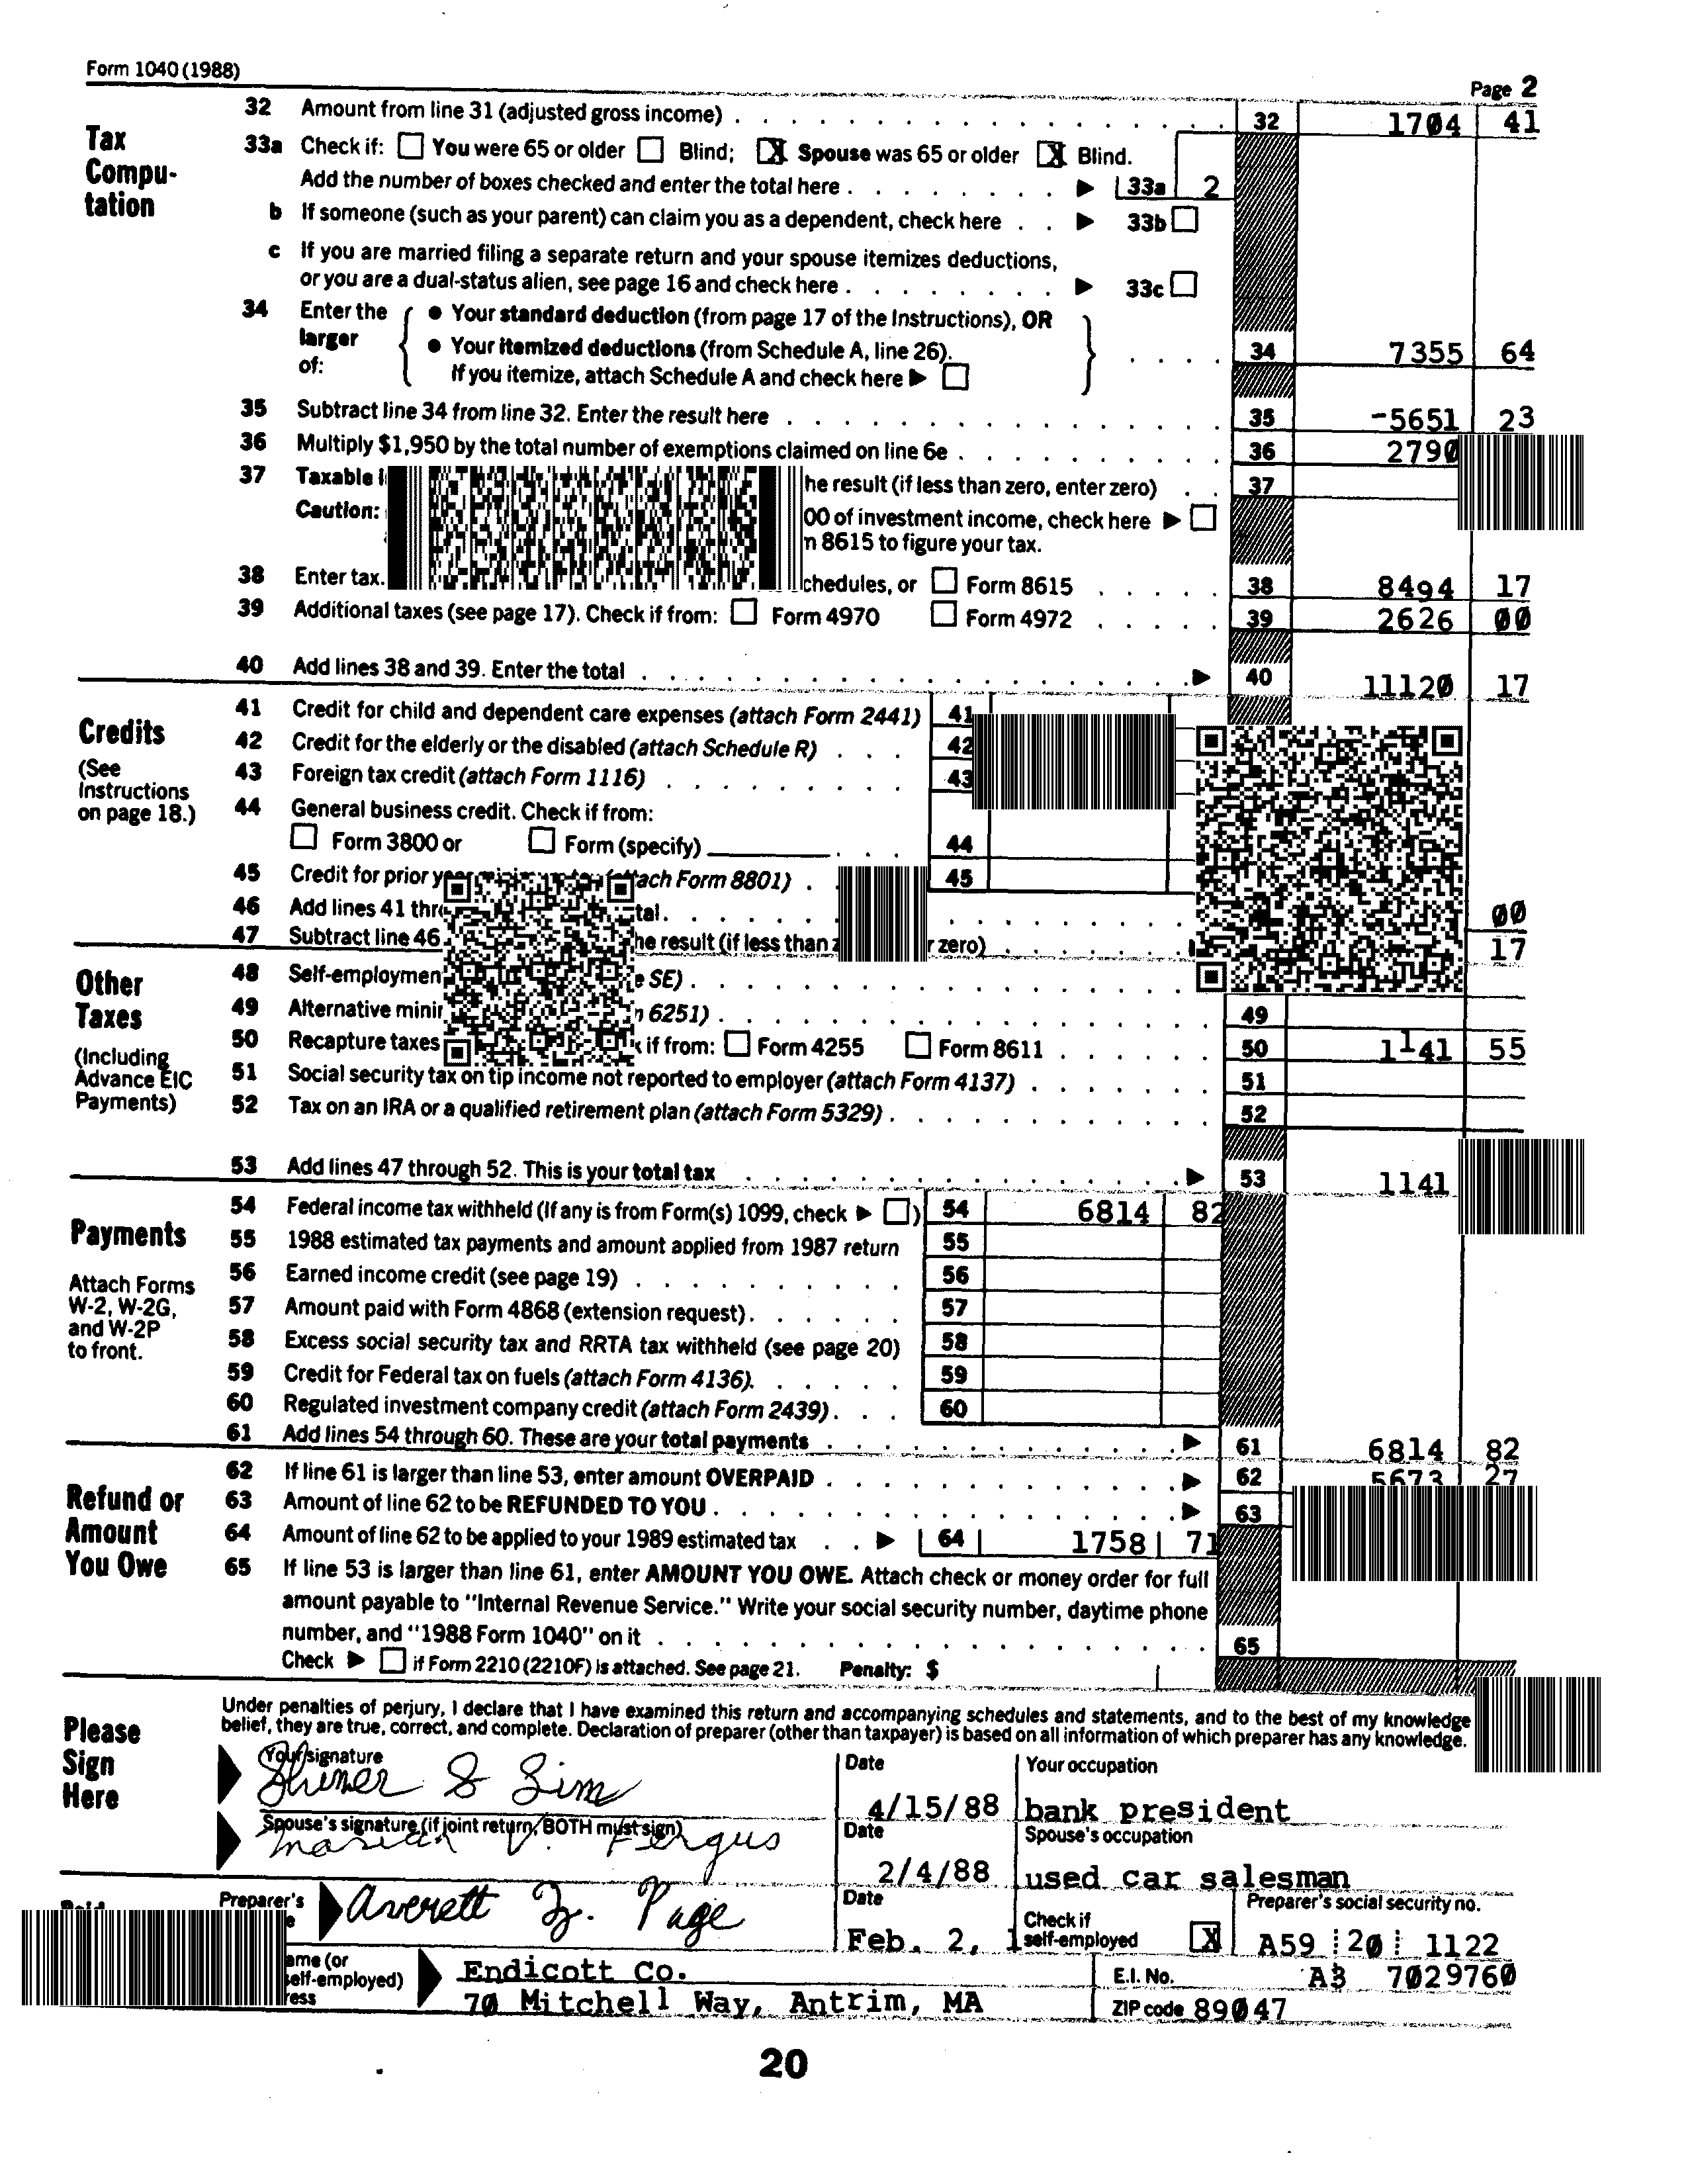 Form 1040 (1988)
Page 2
32 Amount from line 31 (adjusted gross income) 32 1704 41
Tax Compu-tation
33a Check if: You were 65 or older Blind; X Spouse was 65 or older X Blind.
Add the number of boxes checked and enter the total here 33a 2
b If someone (such as your parent) can claim you as a dependent, check here 33b
c If you are married filing a separate return and your spouse itemizes deductions,
or you are a dual-status alien, see page 16 and check here 33c
34 Enter the larger of:
● Your standard deduction (from page 17 of the Instructions), OR
● Your itemized deductions (from Schedule A, line 26). 34 7355 64
If you itemize, attach Schedule A and check here
35 Subtract line 34 from line 32. Enter the result here 35 -5651 23
36 Multiply $1,950 by the total number of exemptions claimed on line 6e 36 2790
37 Taxable he result (if less than zero, enter zero) 37
Caution: 00 of investment income, check here
8615 to figure your tax.
38 Enter tax. chedules, or Form 8615 38 8494 17
39 Additional taxes (see page 17). Check if from: Form 4970 Form 4972 39 2626 00
40 Add lines 38 and 39. Enter the total 40 11120 17
Credits
(See Instructions on page 18.)
41 Credit for child and dependent care expenses (attach Form 2441) 41
42 Credit for the elderly or the disabled (attach Schedule R) 42
43 Foreign tax credit (attach Form 1116) 43
44 General business credit. Check if from:
Form 3800 or Form (specify) 44
45 Credit for prior ach Form 8801) 45
46 Add lines 41 tal. 00
47 Subtract line 46 he result (if less than r zero) 17
Other Taxes
(Including Advance EIC Payments)
48 Self-employmen e SE)
49 Alternative 6251) 49
50 Recapture taxes if from: Form 4255 Form 8611 50 1141 55
51 Social security tax on tip income not reported to employer (attach Form 4137) 51
52 Tax on an IRA or a qualified retirement plan (attach Form 5329) 52
53 Add lines 47 through 52. This is your total tax 53 1141
Payments
Attach Forms W-2, W-2G, and W-2P to front.
54 Federal income tax withheld (If any is from Form(s) 1099, check ) 54 6814 82
55 1988 estimated tax payments and amount applied from 1987 return 55
56 Earned income credit (see page 19) 56
57 Amount paid with Form 4868 (extension request) 57
58 Excess social security tax and RRTA tax withheld (see page 20) 58
59 Credit for Federal tax on fuels (attach Form 4136) 59
60 Regulated investment company credit (attach Form 2439) 60
61 Add lines 54 through 60. These are your total payments 61 6814 82
Refund or Amount You Owe
62 If line 61 is larger than line 53, enter amount OVERPAID 62 5673 27
63 Amount of line 62 to be REFUNDED TO YOU 63
64 Amount of line 62 to be applied to your 1989 estimated tax 64 1758 71
65 If line 53 is larger than line 61, enter AMOUNT YOU OWE. Attach check or money order for full
amount payable to "Internal Revenue Service." Write your social security number, daytime phone
number, and "1988 Form 1040" on it 65
Check if Form 2210 (2210F) is attached. See page 21. Penalty: $
Please Sign Here
Under penalties of perjury, I declare that I have examined this return and accompanying schedules and statements, and to the best of my knowledge
belief, they are true, correct, and complete. Declaration of preparer (other than taxpayer) is based on all information of which preparer has any knowledge.
Your signature Date Your occupation
S Sim 4/15/88 bank president
Spouse's signature (if joint return, BOTH must sign) Date Spouse's occupation
V. Fergus 2/4/88 used car salesman
Preparer's Averett Z. Page Date Check if self-employed X Preparer's social security no.
Feb. 2, 1 A59 20 1122
ame (or self-employed) ress
Endicott Co. E.I. No. A3 7029760
70 Mitchell Way, Antrim, MA ZIP code 89047
20